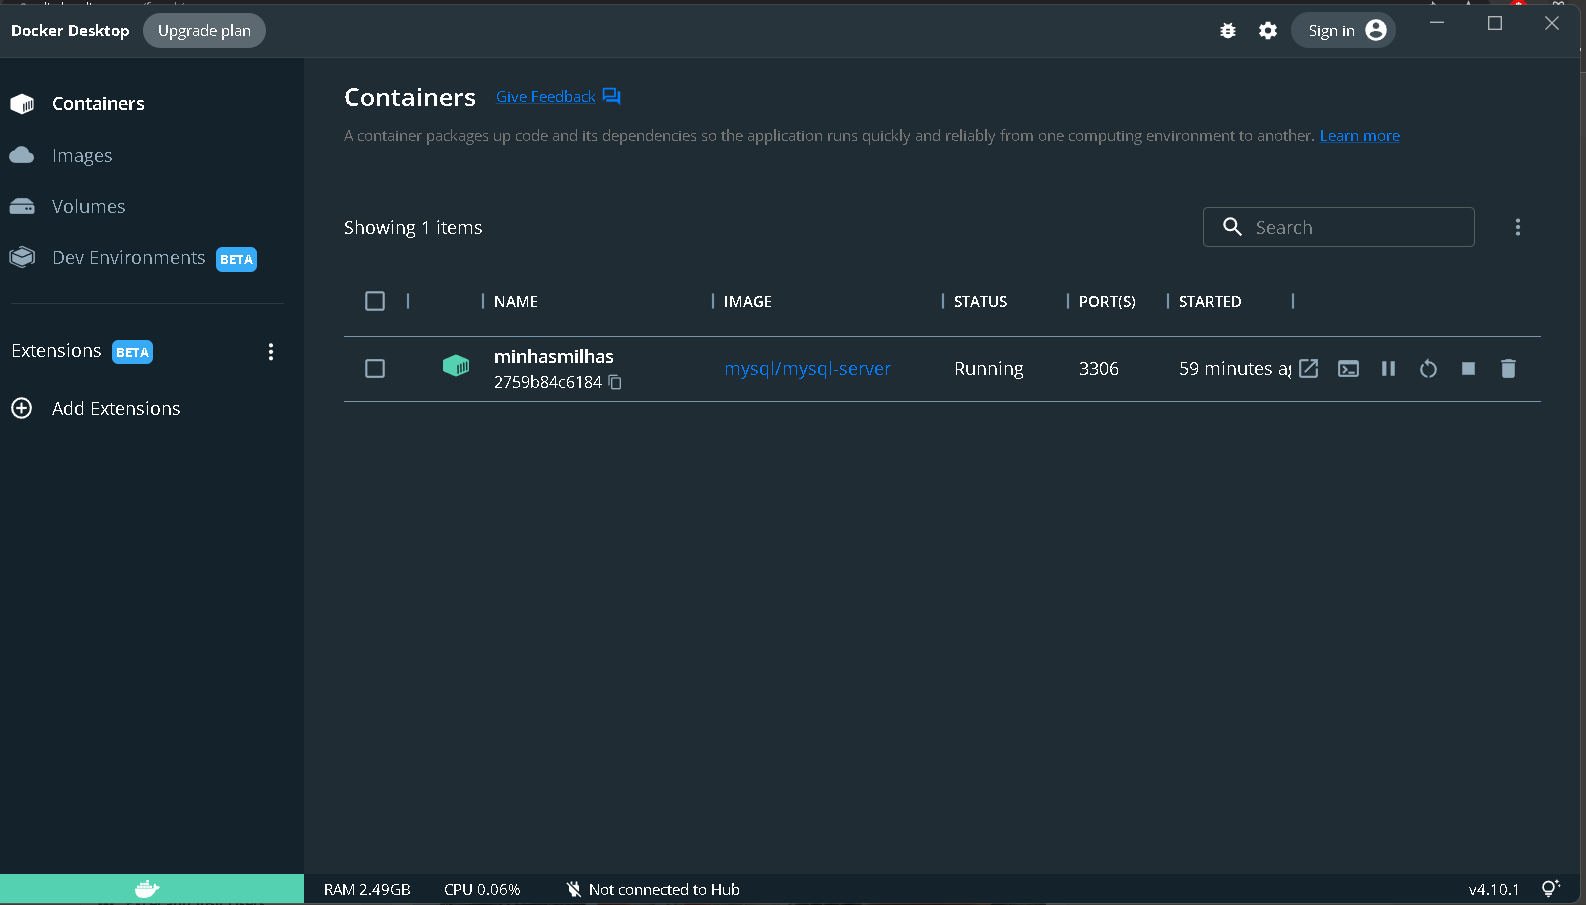 Docker Desktop
Upgrade plan
Sign in
Containers
Images
Volumes
Dev Environments BETA
Extensions BETA
Add Extensions
Containers Give Feedback
A container packages up code and its dependencies so the application runs quickly and reliably from one computing environment to another. Learn more
Showing 1 items
Search
NAME IMAGE STATUS PORT(S) STARTED
minhasmilhas
2759b84c6184
mysql/mysql-server Running 3306 59 minutes
RAM 2.49GB CPU 0.06% Not connected to Hub v4.10.1